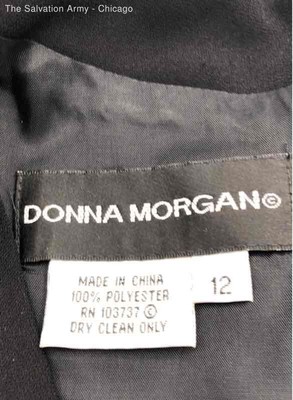 The Salvation Army - Chicago
DONNA MORGAN©
MADE IN CHINA
100% POLYESTER
RN 103737 ©
DRY CLEAN ONLY
12